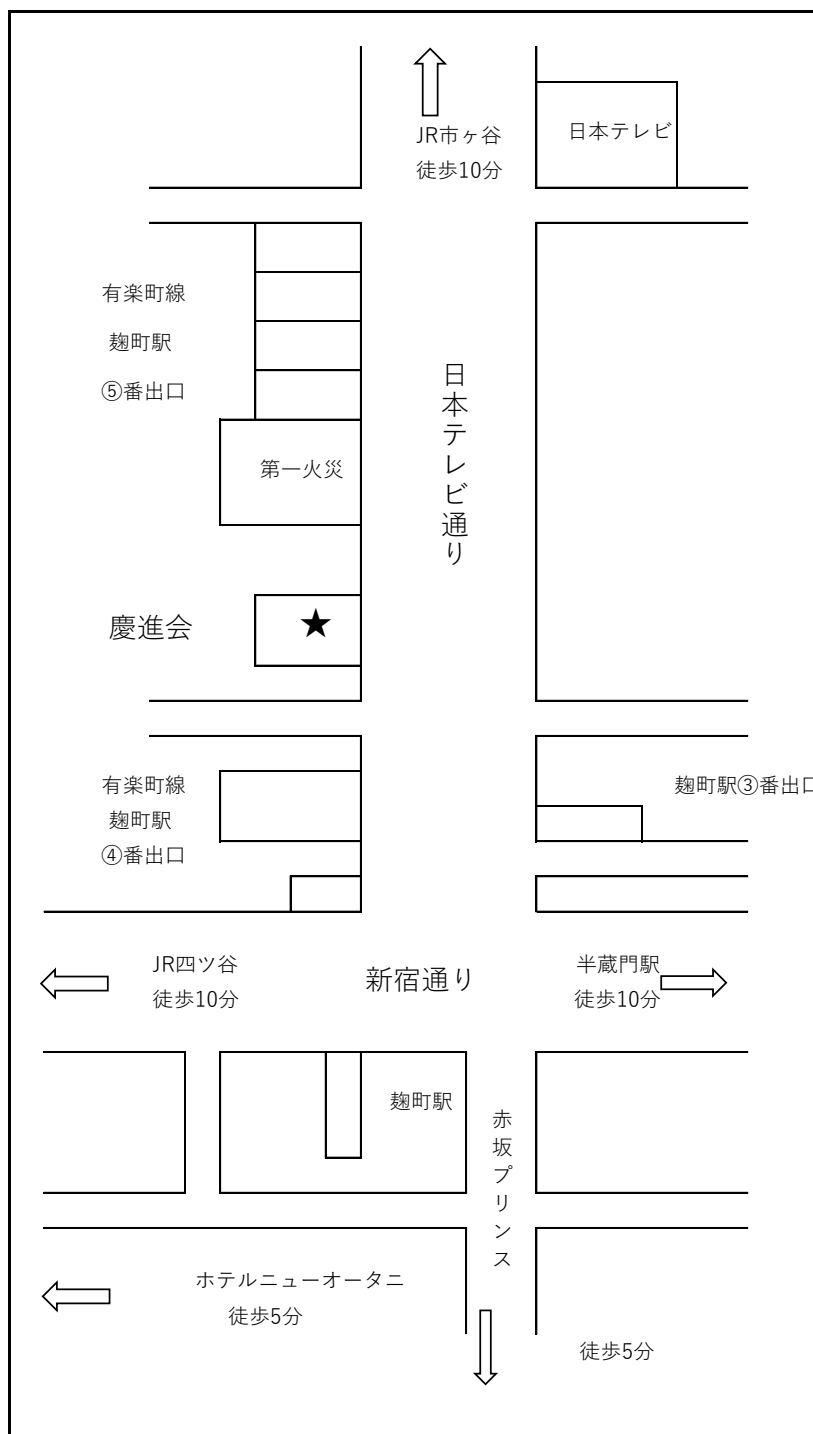 JR市ヶ谷
徒歩10分
日本テレビ
有楽町線
麹町駅
⑤番出口
日本テレビ通り
第一火災
慶進会
★
有楽町線
麹町駅
④番出口
麹町駅③番出口
JR四ツ谷
徒歩10分
新宿通り
半蔵門駅
徒歩10分
麹町駅
赤坂プリンス
ホテルニューオータニ
徒歩5分
徒歩5分